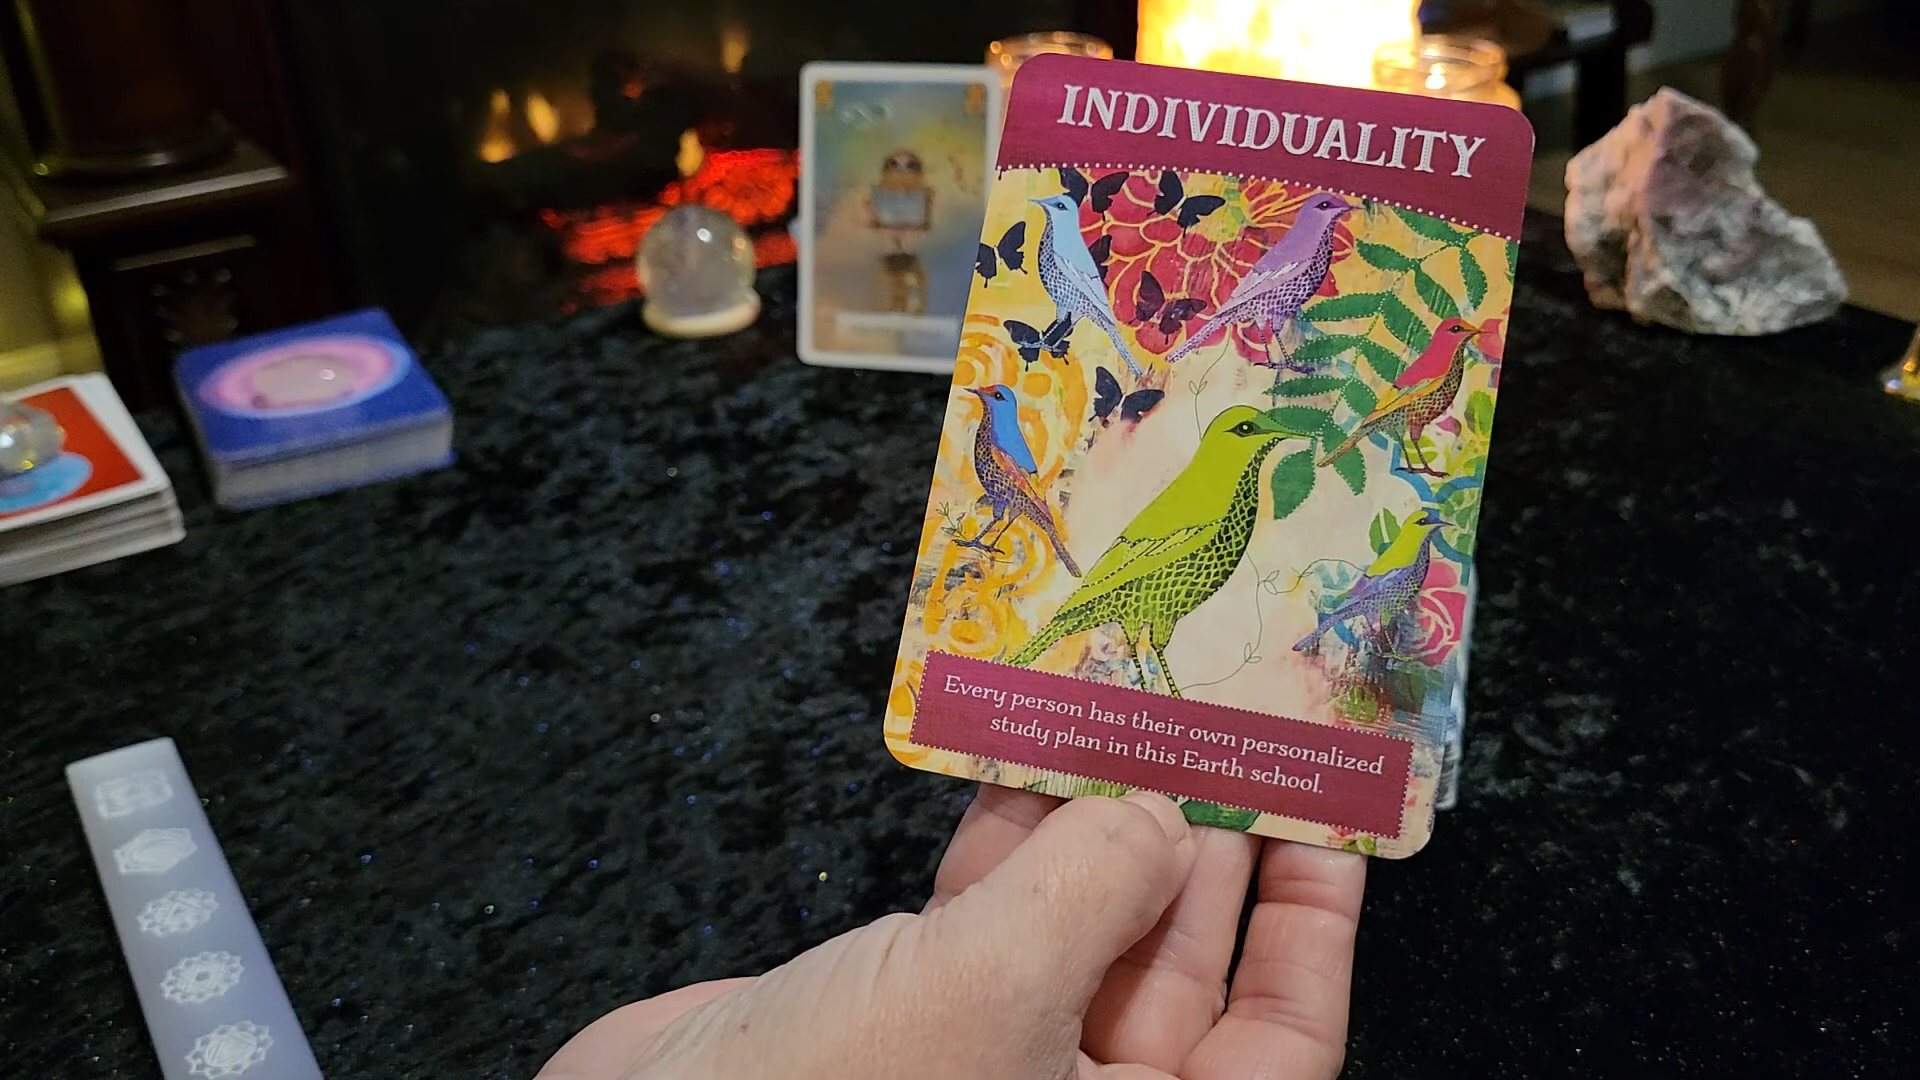 INDIVIDUALITY
Every person has their own personalized
study plan in this Earth school.